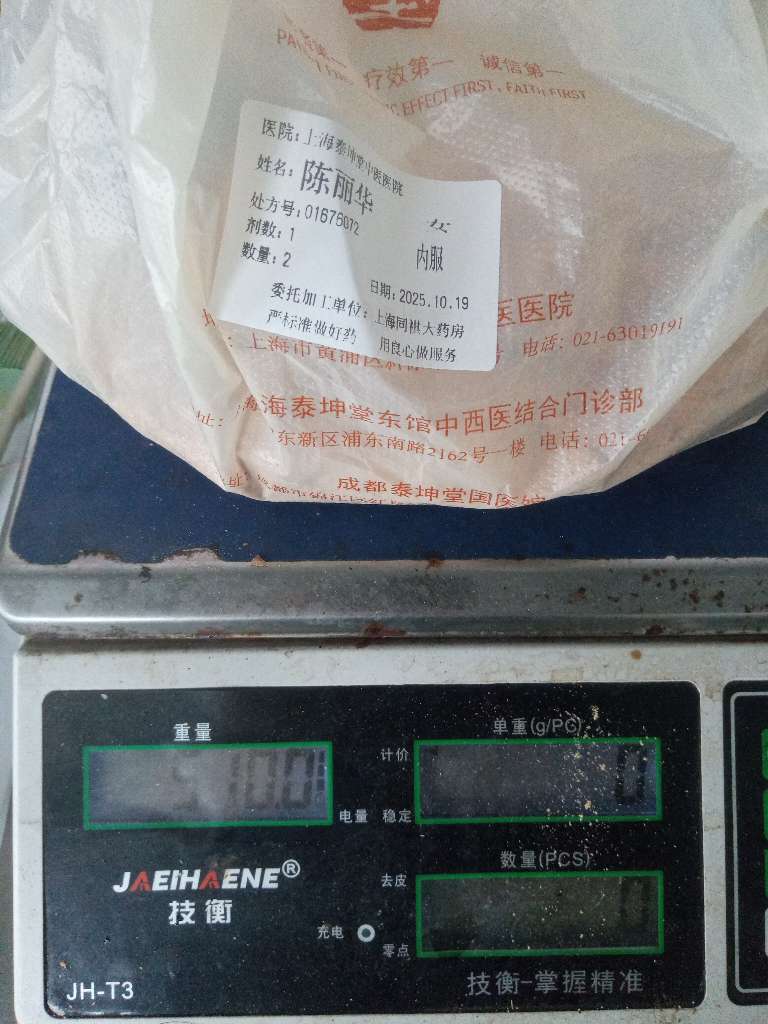 疗效第一 诚信第一
EFFECT FIRST, FAITH FIRST
医院:上海泰坤堂中医医院
姓名:陈丽华
处方号:01676072
剂数:1 内服
数量:2
日期:2025.10.19
委托加工单位:上海同祺大药房
严标准做好药 用良心做服务
医医院
上海市黄浦区 电话: 021-63019191
海泰坤堂东馆中西医结合门诊部
东新区浦东南路2162号一楼 电话: 021-6
成都泰坤堂国医馆
重量
单重(g/PC)
计价
0
电量 稳定
数量(PCS)
去皮
0
JAEIHAENE®
技衡
充电
零点
JH-T3
技衡-掌握精准